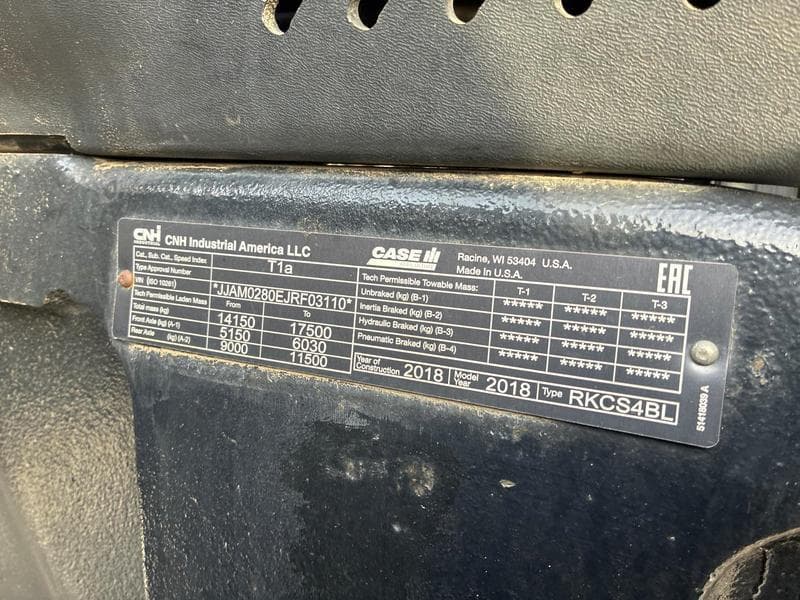 CNH INDUSTRIAL CNH Industrial America LLC
CASE IH
Racine, WI 53404 U.S.A.
Made in U.S.A.
EAC
Cat., Sub. Cat., Speed Index T1a
Type Approval Number
VIN (ISO 10261) *JJAM0280EJRF03110*
Tech Permissible Laden Mass From To
Total mass (kg) 14150 17500
Front Axle (kg) (A-1) 5150 6030
Rear Axle (kg) (A-2) 9000 11500
Tech Permissible Towable Mass: T-1 T-2 T-3
Unbraked (kg) (B-1) ***** ***** *****
Inertia Braked (kg) (B-2) ***** ***** *****
Hydraulic Braked (kg) (B-3) ***** ***** *****
Pneumatic Braked (kg) (B-4) ***** ***** *****
Year of Construction 2018 Model Year 2018 Type RKCS4BL
51418039 A